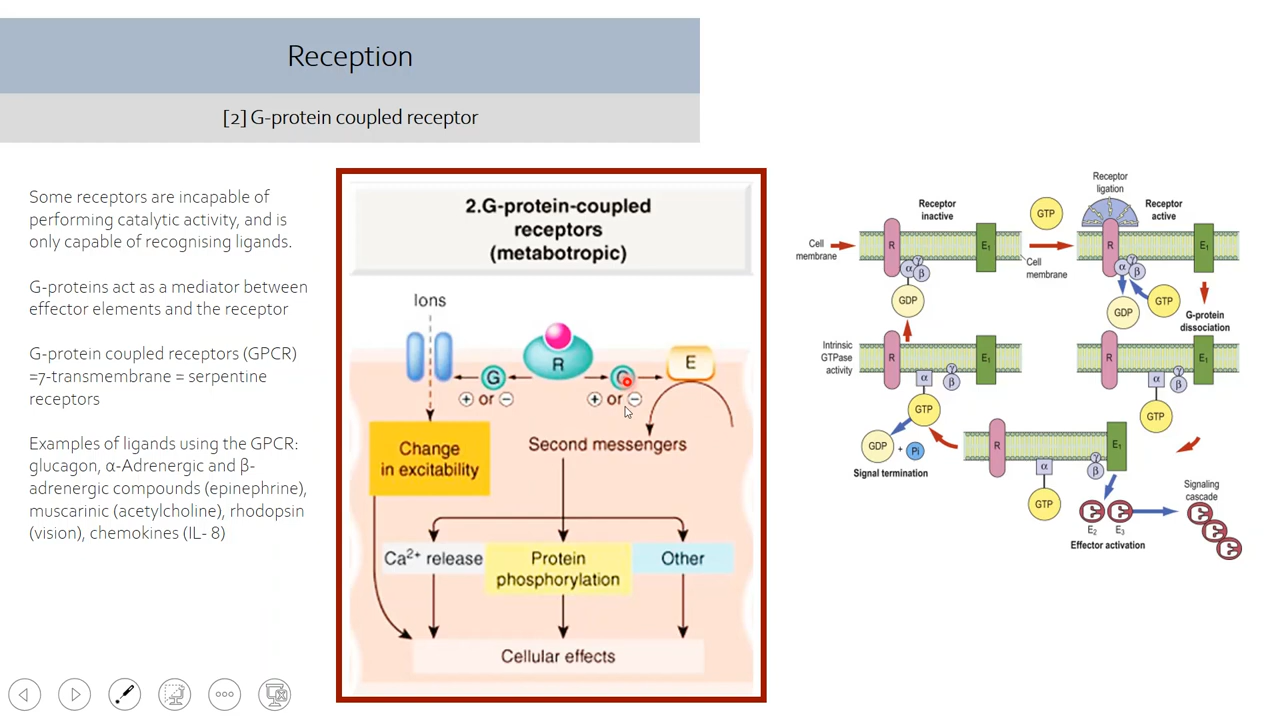 Reception
[2] G-protein coupled receptor
Some receptors are incapable of
performing catalytic activity, and is
only capable of recognising ligands.
G-proteins act as a mediator between
effector elements and the receptor
G-protein coupled receptors (GPCR)
=7-transmembrane = serpentine
receptors
Examples of ligands using the GPCR:
glucagon, α-Adrenergic and β-
adrenergic compounds (epinephrine),
muscarinic (acetylcholine), rhodopsin
(vision), chemokines (IL- 8)
2.G-protein-coupled
receptors
(metabotropic)
Ions
R
E
G
G
+ or −
+ or −
Change
in excitability
Second messengers
Ca2+ release
Protein
phosphorylation
Other
Cellular effects
Receptor
inactive
GTP
Receptor
ligation
Receptor
active
Cell
membrane
R
E1
Cell
membrane
α
γ
β
GDP
R
E1
α
γ
β
GDP
GTP
G-protein
dissociation
Intrinsic
GTPase
activity
R
E1
α
γ
β
GTP
GDP
+ Pi
Signal termination
R
E1
α
γ
β
GTP
R
E1
α
γ
β
GTP
E2
E3
Effector activation
Signaling
cascade